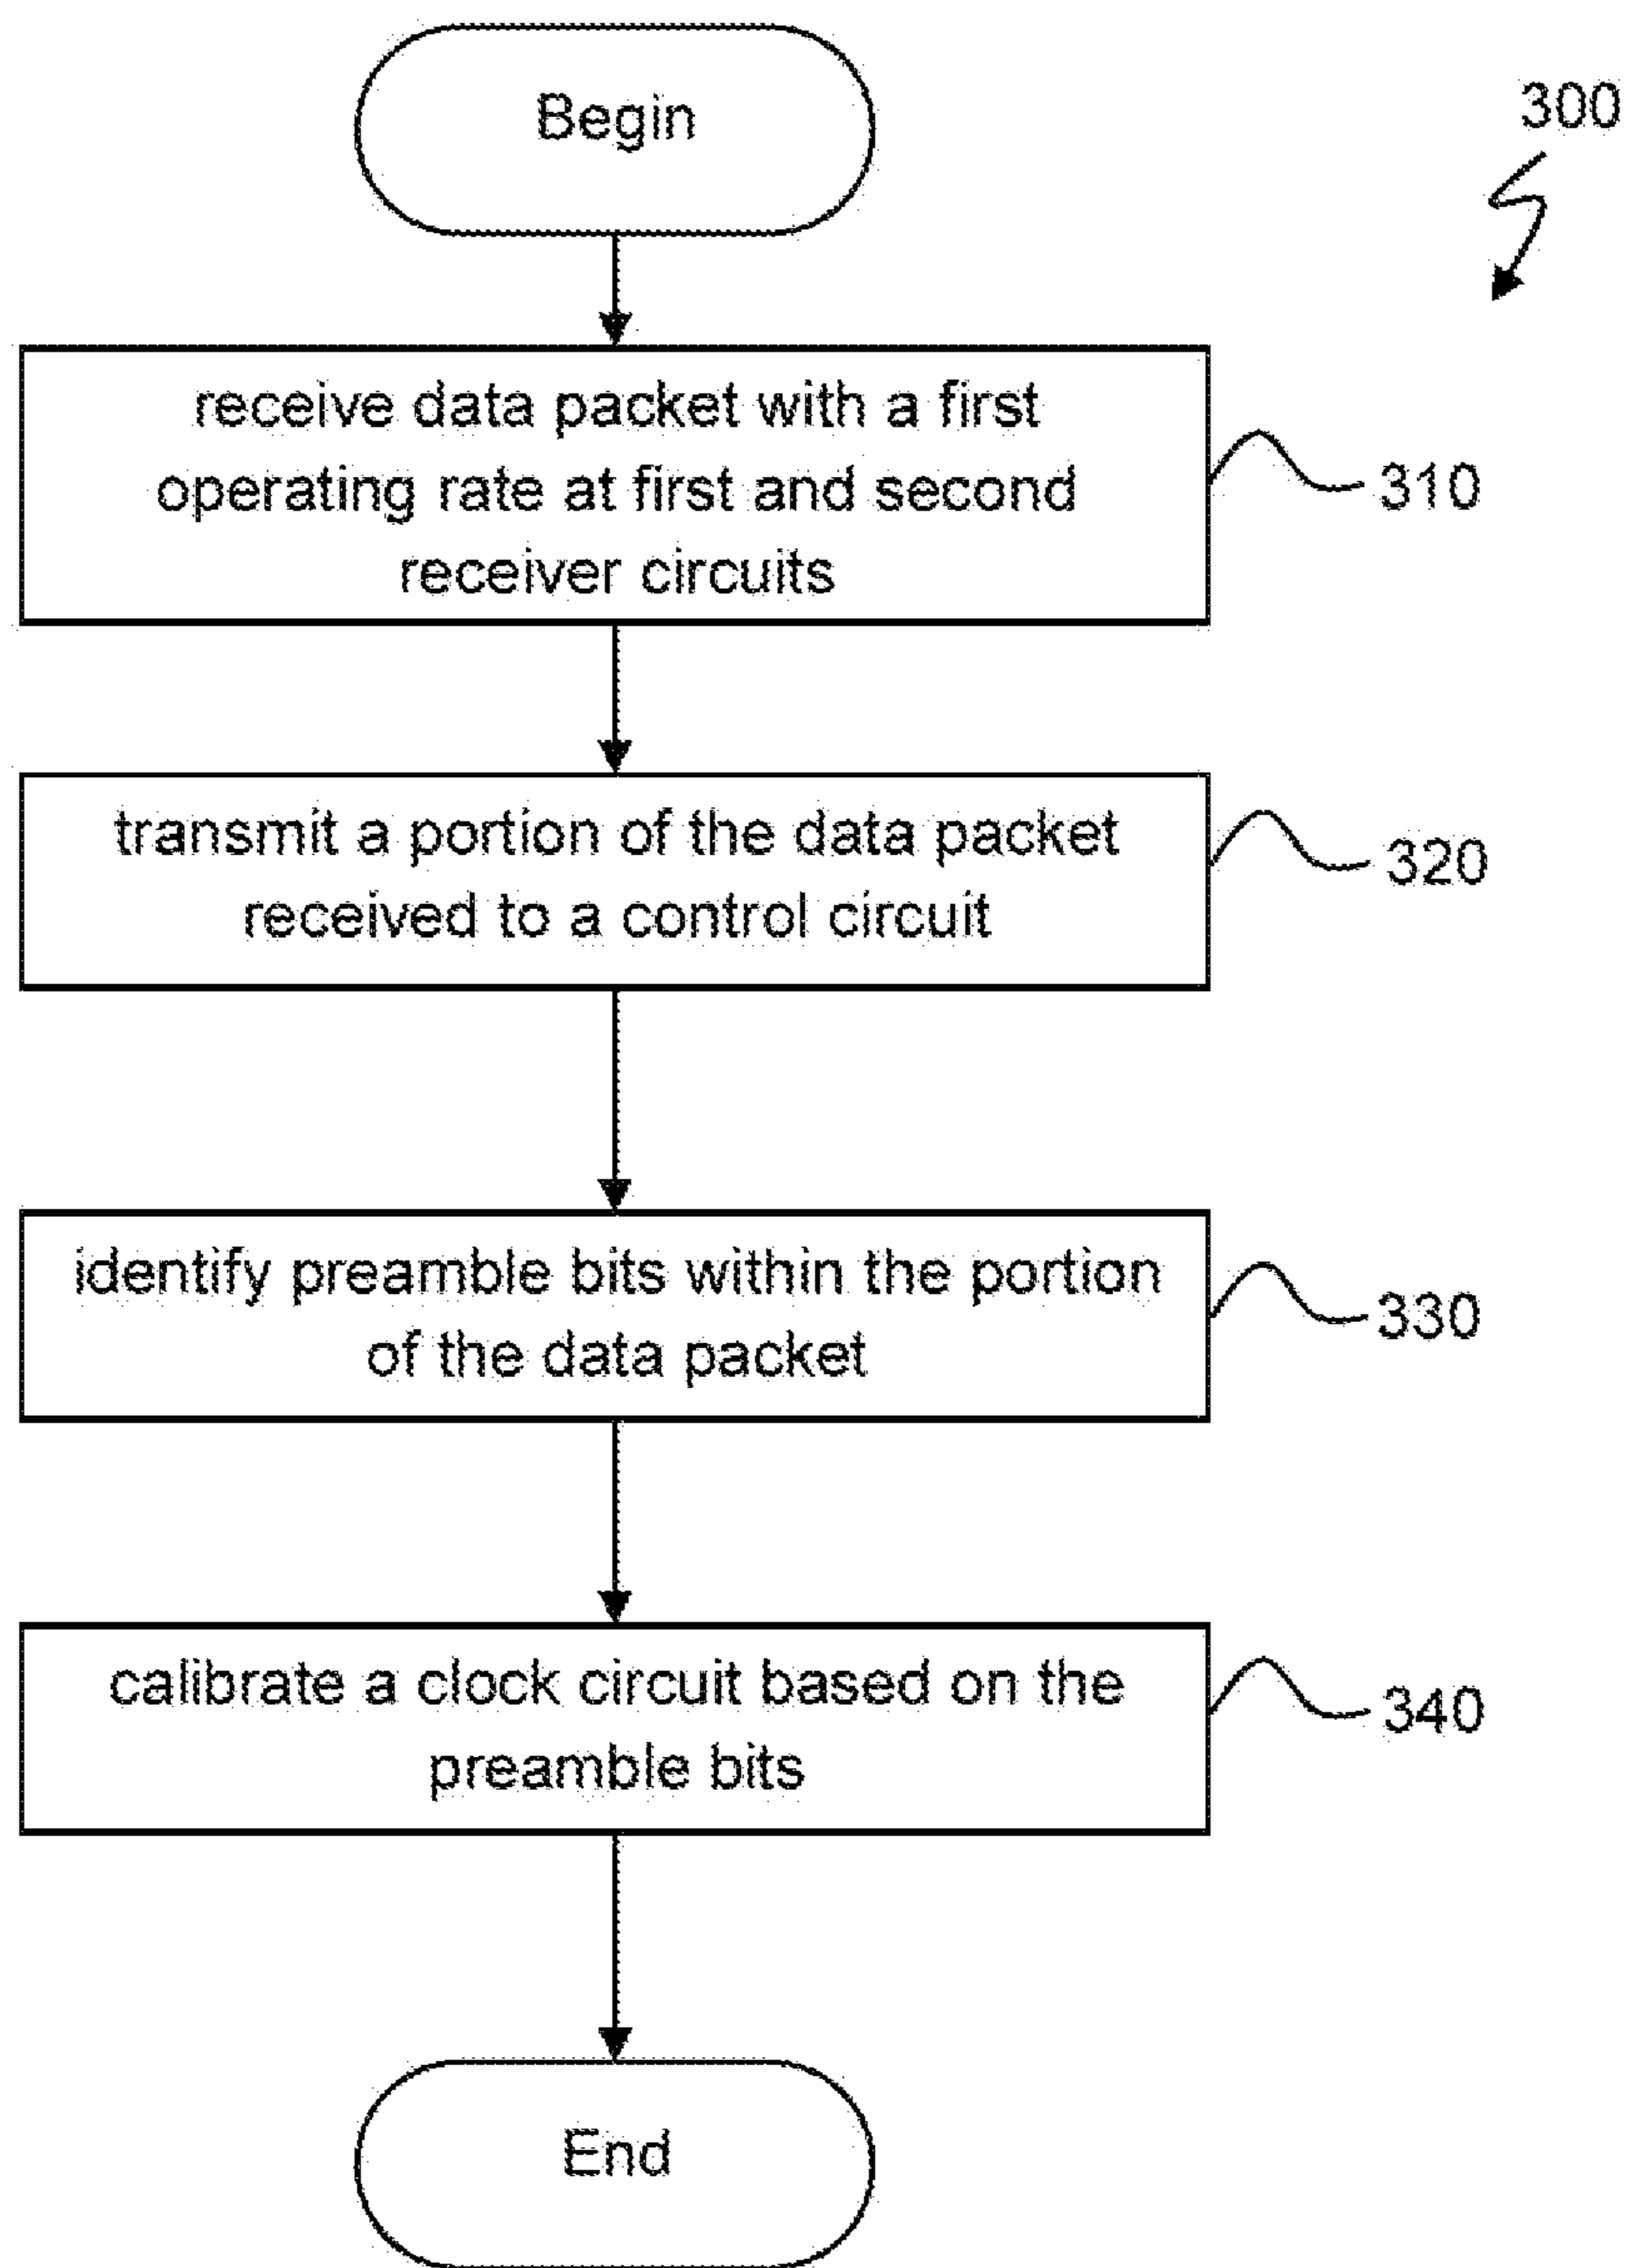 Begin
300
receive data packet with a first
operating rate at first and second
receiver circuits
310
transmit a portion of the data packet
received to a control circuit
320
identify preamble bits within the portion
of the data packet
330
calibrate a clock circuit based on the
preamble bits
340
End